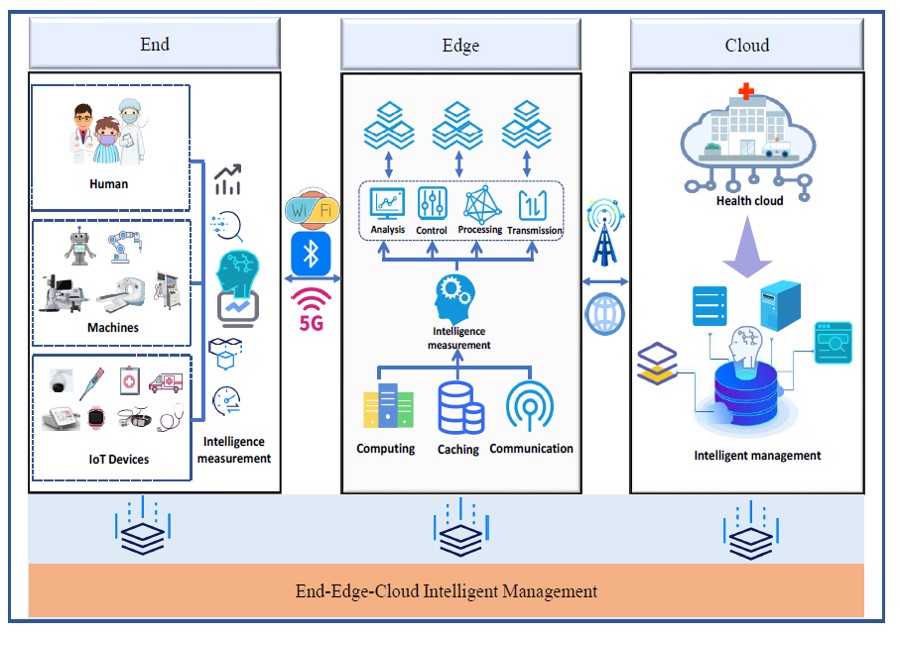 End
Edge
Cloud
Human
Machines
IoT Devices
Intelligence
measurement
Wi Fi
5G
Analysis
Control
Processing
Transmission
Intelligence
measurement
Computing
Caching
Communication
Health cloud
Intelligent management
End-Edge-Cloud Intelligent Management